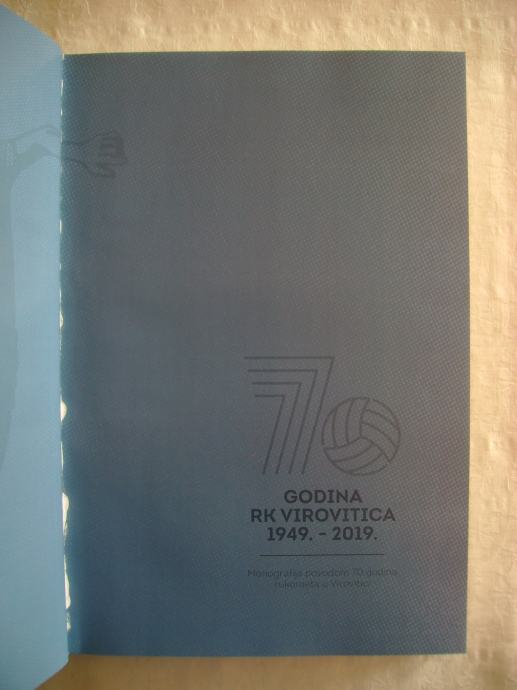 70
GODINA
RK VIROVITICA
1949. - 2019.
Monografija povodom 70 godina
rukometa u Virovitici